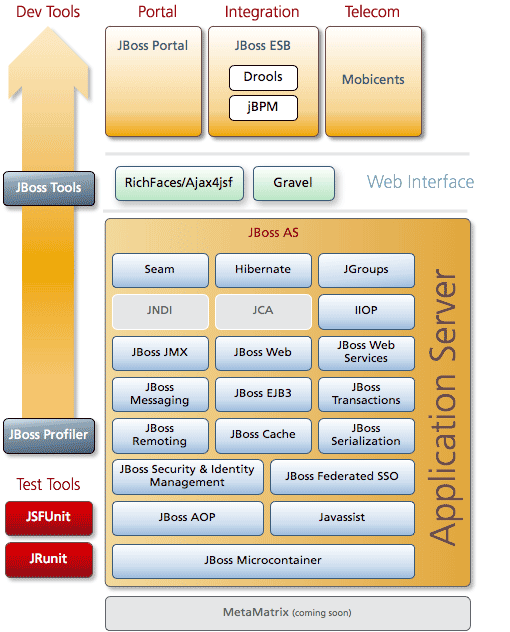 Dev Tools
Portal
Integration
Telecom
JBoss Portal
JBoss ESB
Drools
jBPM
Mobicents
JBoss Tools
RichFaces/Ajax4jsf
Gravel
Web Interface
JBoss AS
Seam
Hibernate
JGroups
JNDI
JCA
IIOP
JBoss JMX
JBoss Web
JBoss Web
Services
JBoss
Messaging
JBoss EJB3
JBoss
Transactions
JBoss Profiler
JBoss
Remoting
JBoss Cache
JBoss
Serialization
JBoss Security & Identity
Management
JBoss Federated SSO
JBoss AOP
Javassist
JBoss Microcontainer
Application Server
Test Tools
JSFUnit
JRunit
MetaMatrix (coming soon)